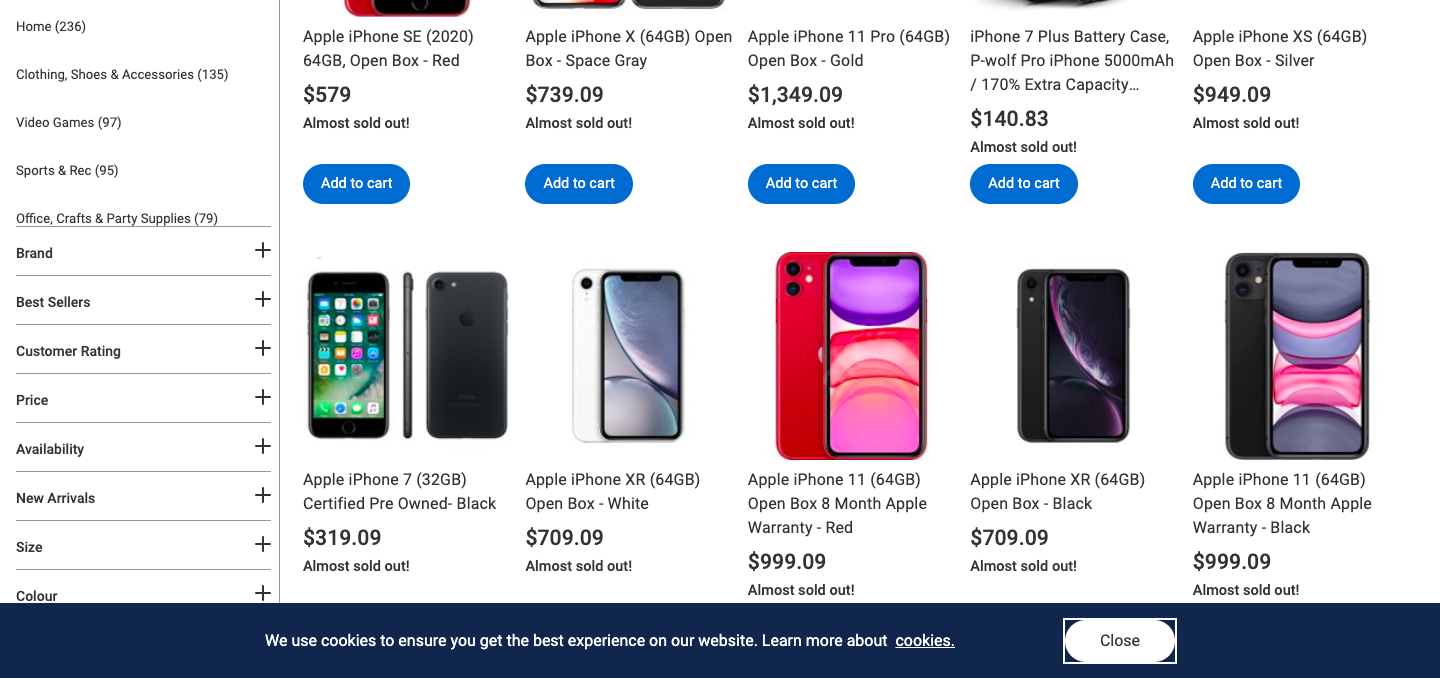 Home (236)
Clothing, Shoes & Accessories (135)
Video Games (97)
Sports & Rec (95)
Office, Crafts & Party Supplies (79)
Brand
Best Sellers
Customer Rating
Price
Availability
New Arrivals
Size
Colour
Apple iPhone SE (2020)
64GB, Open Box - Red
$579
Almost sold out!
Add to cart
Apple iPhone X (64GB) Open
Box - Space Gray
$739.09
Almost sold out!
Add to cart
Apple iPhone 11 Pro (64GB)
Open Box - Gold
$1,349.09
Almost sold out!
Add to cart
iPhone 7 Plus Battery Case,
P-wolf Pro iPhone 5000mAh
/ 170% Extra Capacity…
$140.83
Almost sold out!
Add to cart
Apple iPhone XS (64GB)
Open Box - Silver
$949.09
Almost sold out!
Add to cart
Apple iPhone 7 (32GB)
Certified Pre Owned- Black
$319.09
Almost sold out!
Apple iPhone XR (64GB)
Open Box - White
$709.09
Almost sold out!
Apple iPhone 11 (64GB)
Open Box 8 Month Apple
Warranty - Red
$999.09
Almost sold out!
Apple iPhone XR (64GB)
Open Box - Black
$709.09
Almost sold out!
Apple iPhone 11 (64GB)
Open Box 8 Month Apple
Warranty - Black
$999.09
Almost sold out!
We use cookies to ensure you get the best experience on our website. Learn more about cookies.
Close